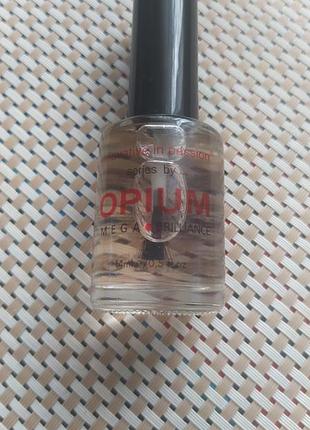 in passion
series by
OPIUM
MEGA BRILLIANCE